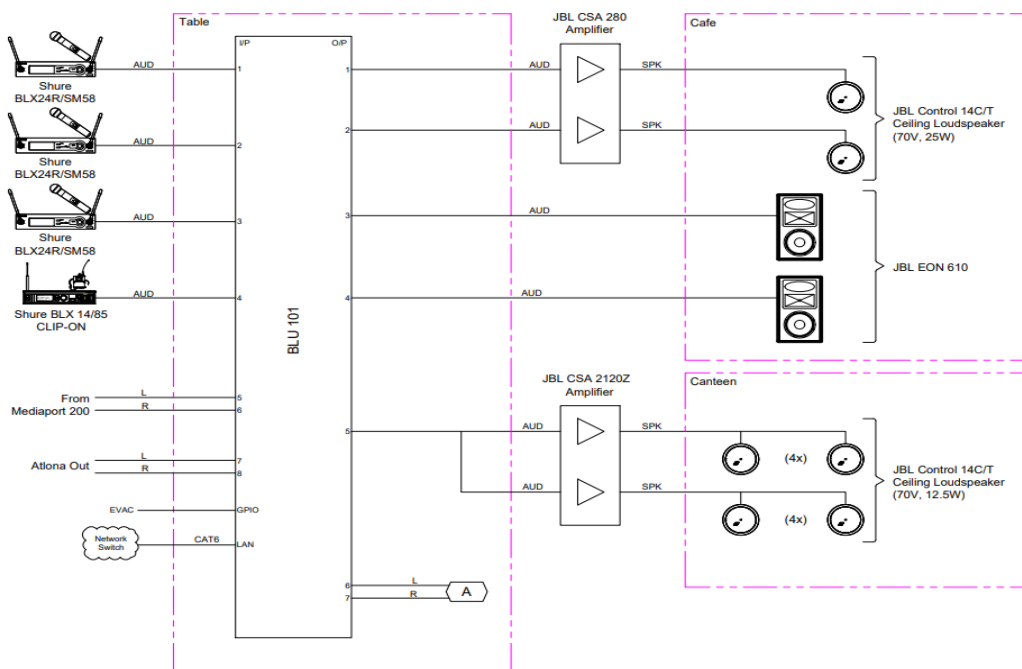 Table
JBL CSA 280
Amplifier
Cafe
I/P
O/P
AUD
1
1
AUD
SPK
Shure
BLX24R/SM58
JBL Control 14C/T
Ceiling Loudspeaker
(70V, 25W)
AUD
2
2
AUD
SPK
Shure
BLX24R/SM58
AUD
3
3
AUD
Shure
BLX24R/SM58
JBL EON 610
AUD
4
4
AUD
Shure BLX 14/85
CLIP-ON
BLU 101
JBL CSA 2120Z
Amplifier
Canteen
From
Mediaport 200
L
5
R
6
5
AUD
SPK
(4x)
JBL Control 14C/T
Ceiling Loudspeaker
(70V, 12.5W)
Atlona Out
L
7
R
8
AUD
SPK
(4x)
EVAC
GPIO
Network
Switch
CAT6
LAN
6
L
7
R
A